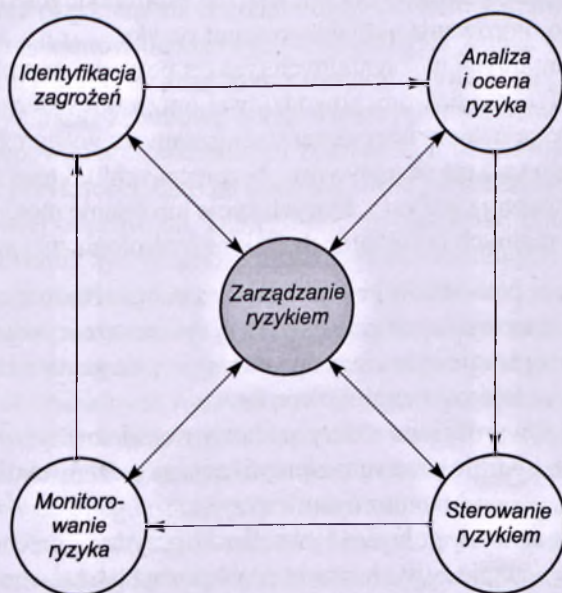 Identyfikacja
zagrożeń
Analiza
i ocena
ryzyka
Zarządzanie
ryzykiem
Monitoro-
wanie
ryzyka
Sterowanie
ryzykiem